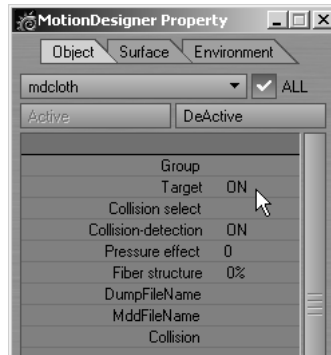 MotionDesigner Property
Object Surface Environment
mdcloth ALL
Active DeActive
Group
Target ON
Collision select
Collision-detection ON
Pressure effect 0
Fiber structure 0%
DumpFileName
MddFileName
Collision